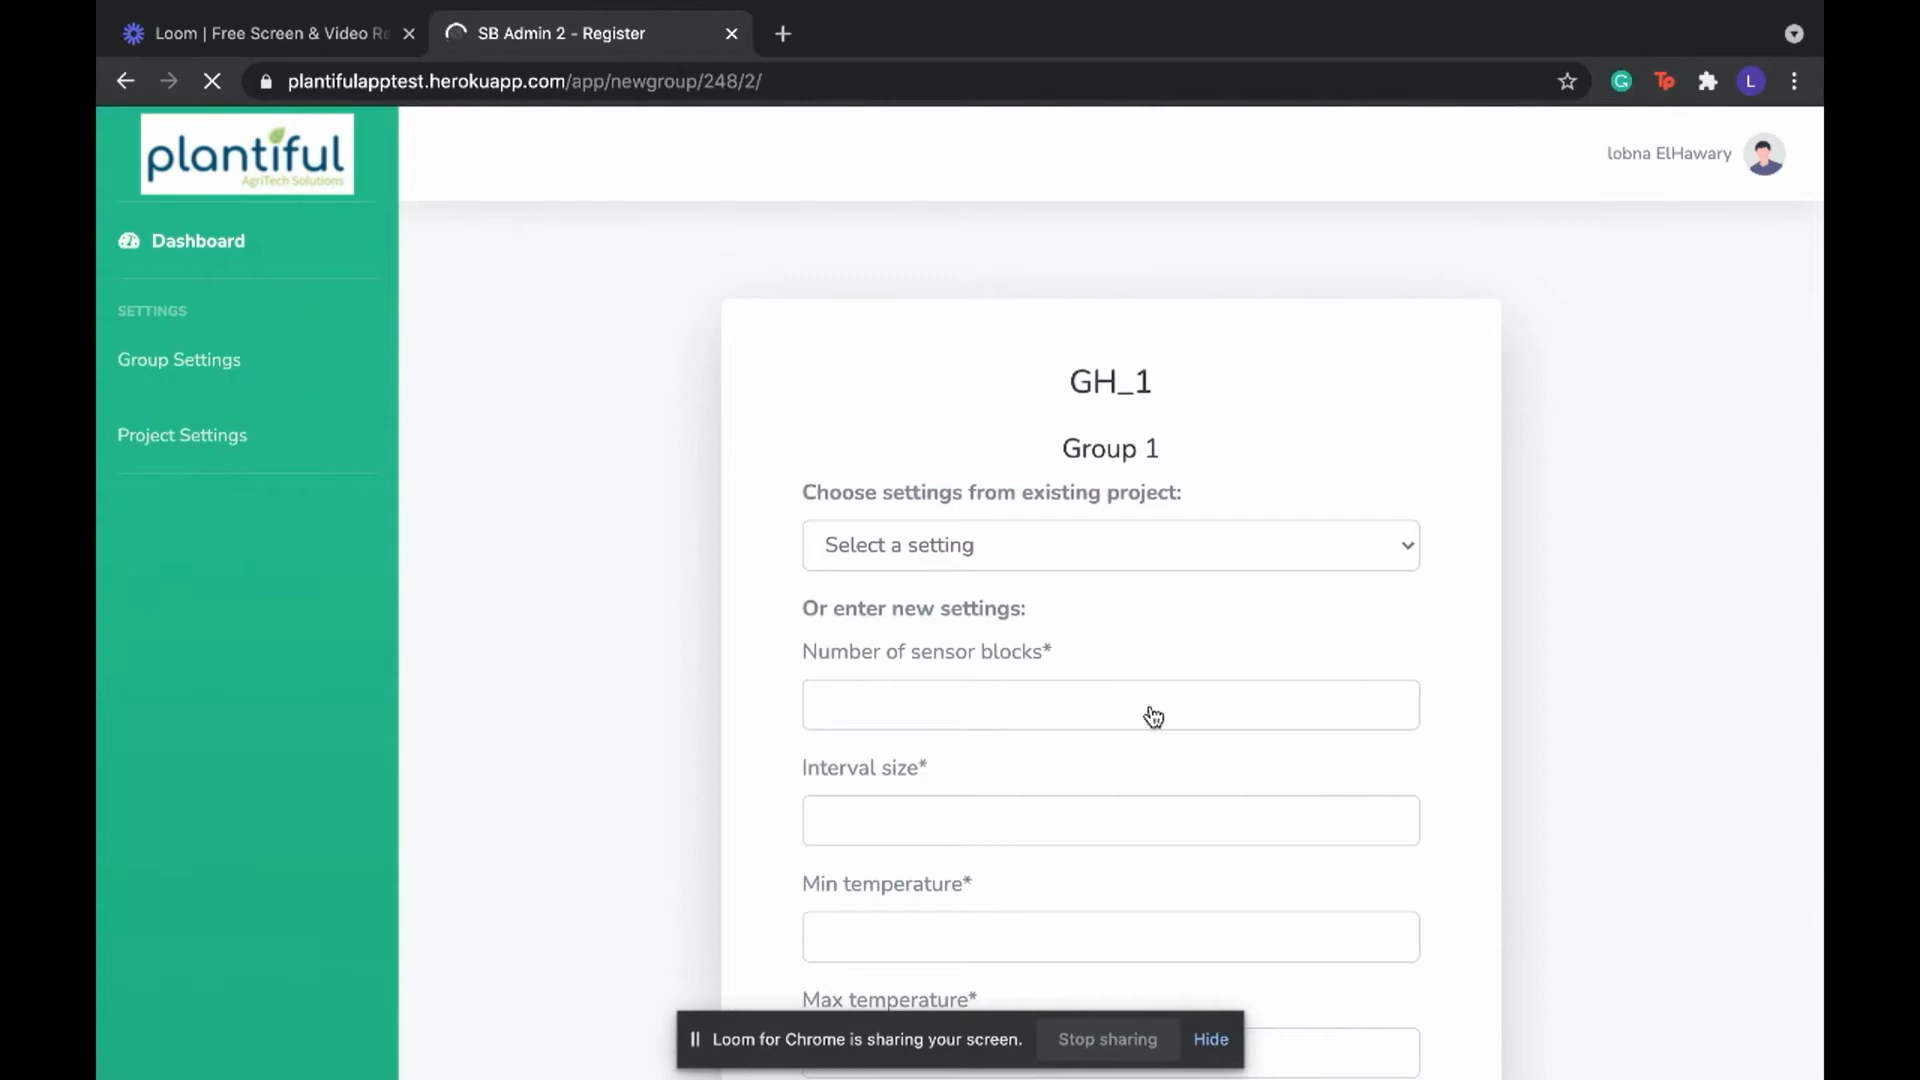 Loom | Free Screen & Video Re
SB Admin 2 - Register
plantifulapptest.herokuapp.com/app/newgroup/248/2/
L
plantiful
AgriTech Solutions
lobna ElHawary
Dashboard
SETTINGS
Group Settings
Project Settings
GH_1
Group 1
Choose settings from existing project:
Select a setting
Or enter new settings:
Number of sensor blocks*
Interval size*
Min temperature*
Max temperature*
Loom for Chrome is sharing your screen.
Stop sharing
Hide